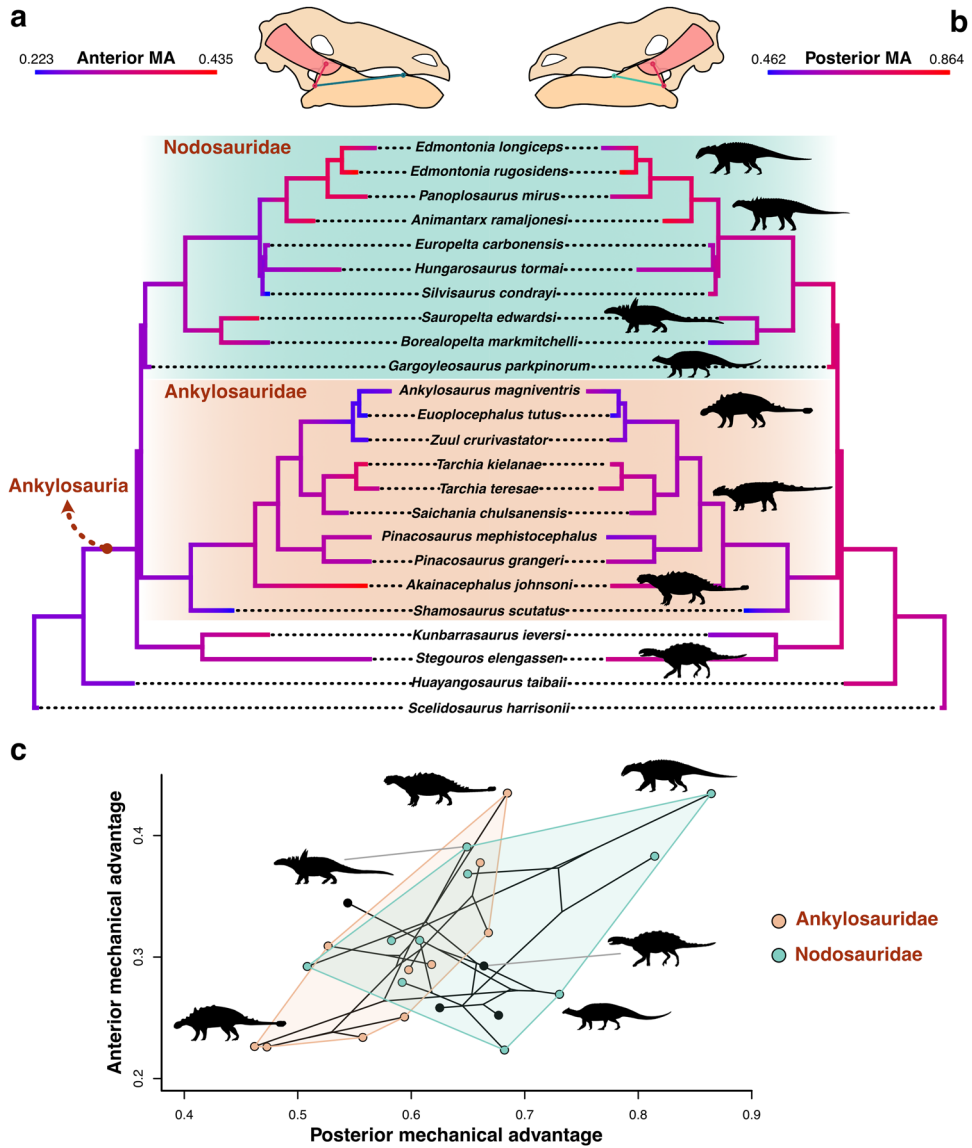 a
b
0.223 Anterior MA 0.435
0.462 Posterior MA 0.864
Nodosauridae
Edmontonia longiceps
Edmontonia rugosidens
Panoplosaurus mirus
Animantarx ramaljonesi
Europelta carbonensis
Hungarosaurus tormai
Silvisaurus condrayi
Sauropelta edwardsi
Borealopelta markmitchelli
Gargoyleosaurus parkpinorum
Ankylosauridae
Ankylosaurus magniventris
Euoplocephalus tutus
Zuul crurivastator
Tarchia kielanae
Tarchia teresae
Saichania chulsanensis
Pinacosaurus mephistocephalus
Pinacosaurus grangeri
Akainacephalus johnsoni
Shamosaurus scutatus
Kunbarrasaurus ieversi
Stegouros elengassen
Huayangosaurus taibaii
Scelidosaurus harrisonii
Ankylosauria
c
Anterior mechanical advantage
0.4
0.3
0.2
0.4 0.5 0.6 0.7 0.8 0.9
Posterior mechanical advantage
Ankylosauridae
Nodosauridae